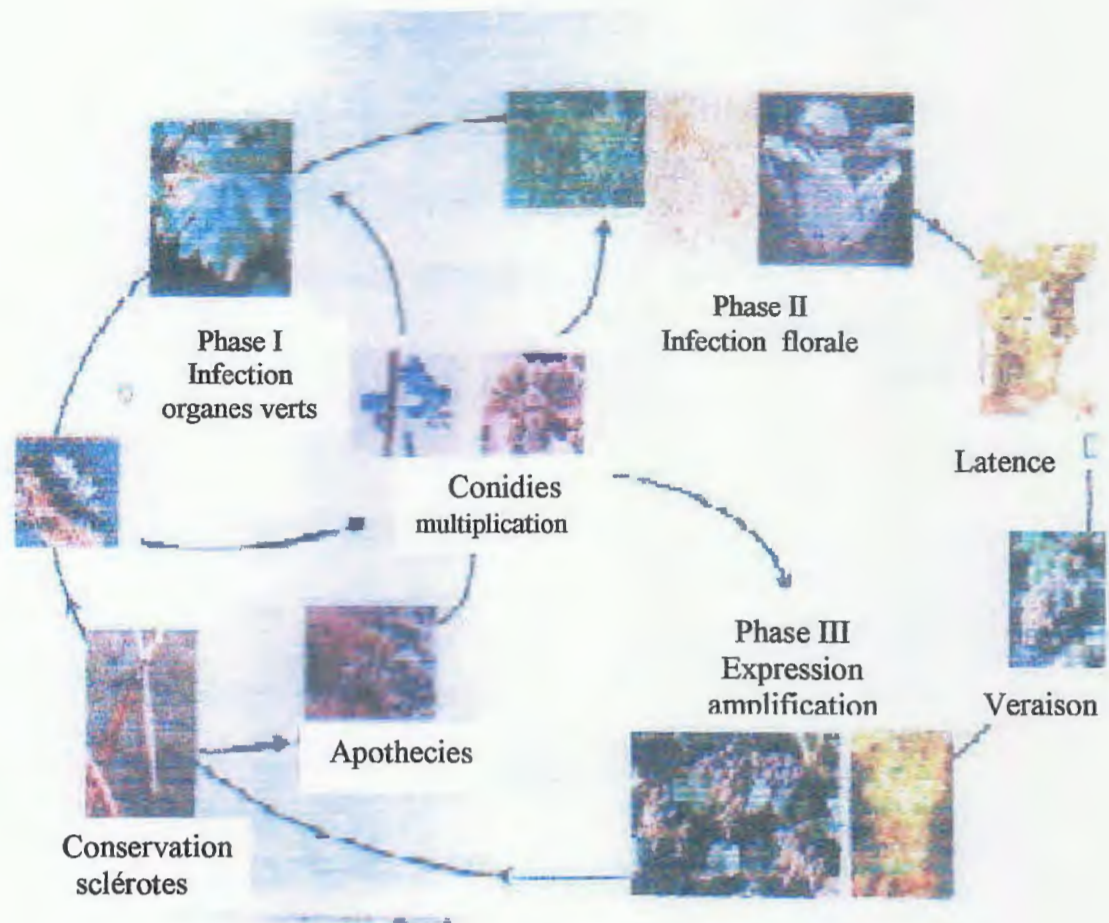 Phase I
Infection
organes verts
Phase II
Infection florale
Latence
Conidies
multiplication
Phase III
Expression
amplification
Veraison
Apothecies
Conservation
sclérotes